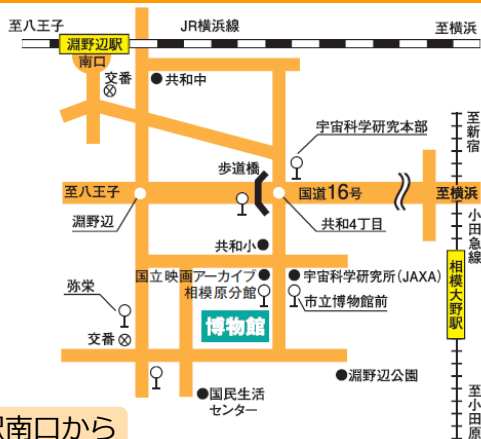 至八王子
JR横浜線
至横浜
淵野辺駅
南口
交番
共和中
宇宙科学研究本部
至新宿
歩道橋
至八王子
国道16号
至横浜
淵野辺
共和4丁目
小田急線
共和小
国立映画アーカイブ
相模原分館
宇宙科学研究所(JAXA)
相模大野駅
弥栄
市立博物館前
博物館
交番
淵野辺公園
国民生活
センター
至小田原
駅南口から